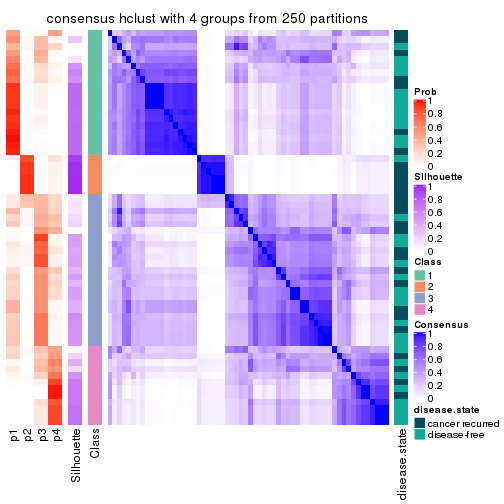 consensus hclust with 4 groups from 250 partitions
Prob
1
0.8
0.6
0.4
0.2
0
Silhouette
1
0.8
0.6
0.4
0.2
0
Class
1
2
3
4
Consensus
1
0.8
0.6
0.4
0.2
0
disease.state
cancer recurred
disease-free
p1
p2
p3
p4
Silhouette
Class
disease.state